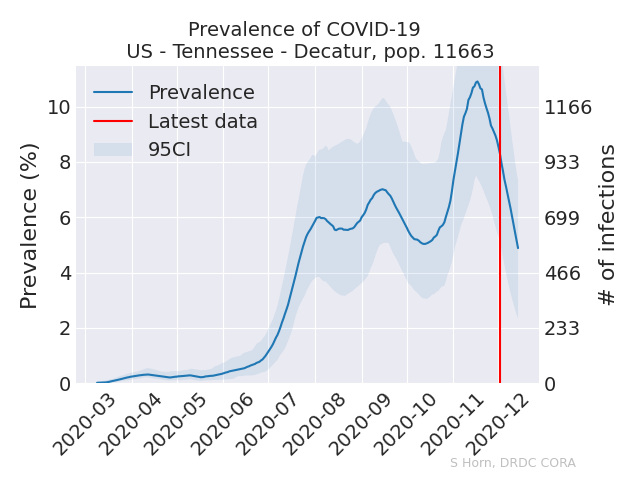 Prevalence of COVID-19
US - Tennessee - Decatur, pop. 11663
Prevalence
Latest data
95CI
Prevalence (%)
10
8
6
4
2
0
1166
933
699
466
233
0
# of infections
2020-03
2020-04
2020-05
2020-06
2020-07
2020-08
2020-09
2020-10
2020-11
2020-12
S Horn, DRDC CORA